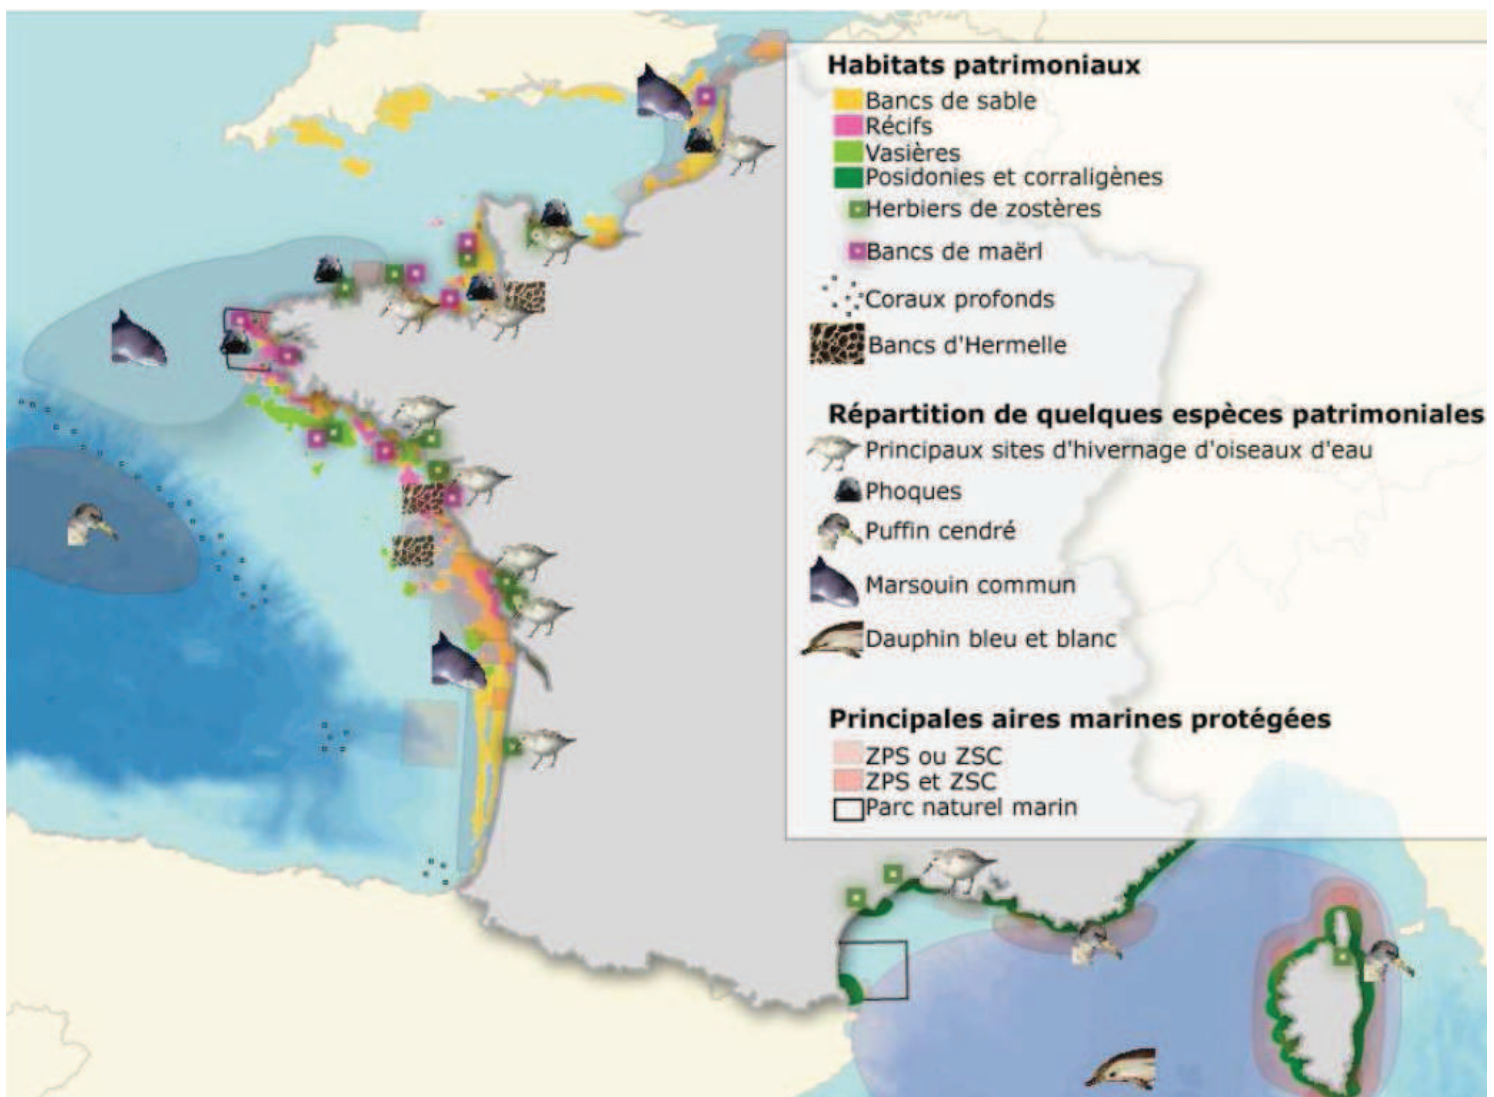 Habitats patrimoniaux
Bancs de sable
Récifs
Vasières
Posidonies et corraligènes
Herbiers de zostères
Bancs de maërl
Coraux profonds
Bancs d'Hermelle
Répartition de quelques espèces patrimoniales
Principaux sites d'hivernage d'oiseaux d'eau
Phoques
Puffin cendré
Marsouin commun
Dauphin bleu et blanc
Principales aires marines protégées
ZPS ou ZSC
ZPS et ZSC
Parc naturel marin